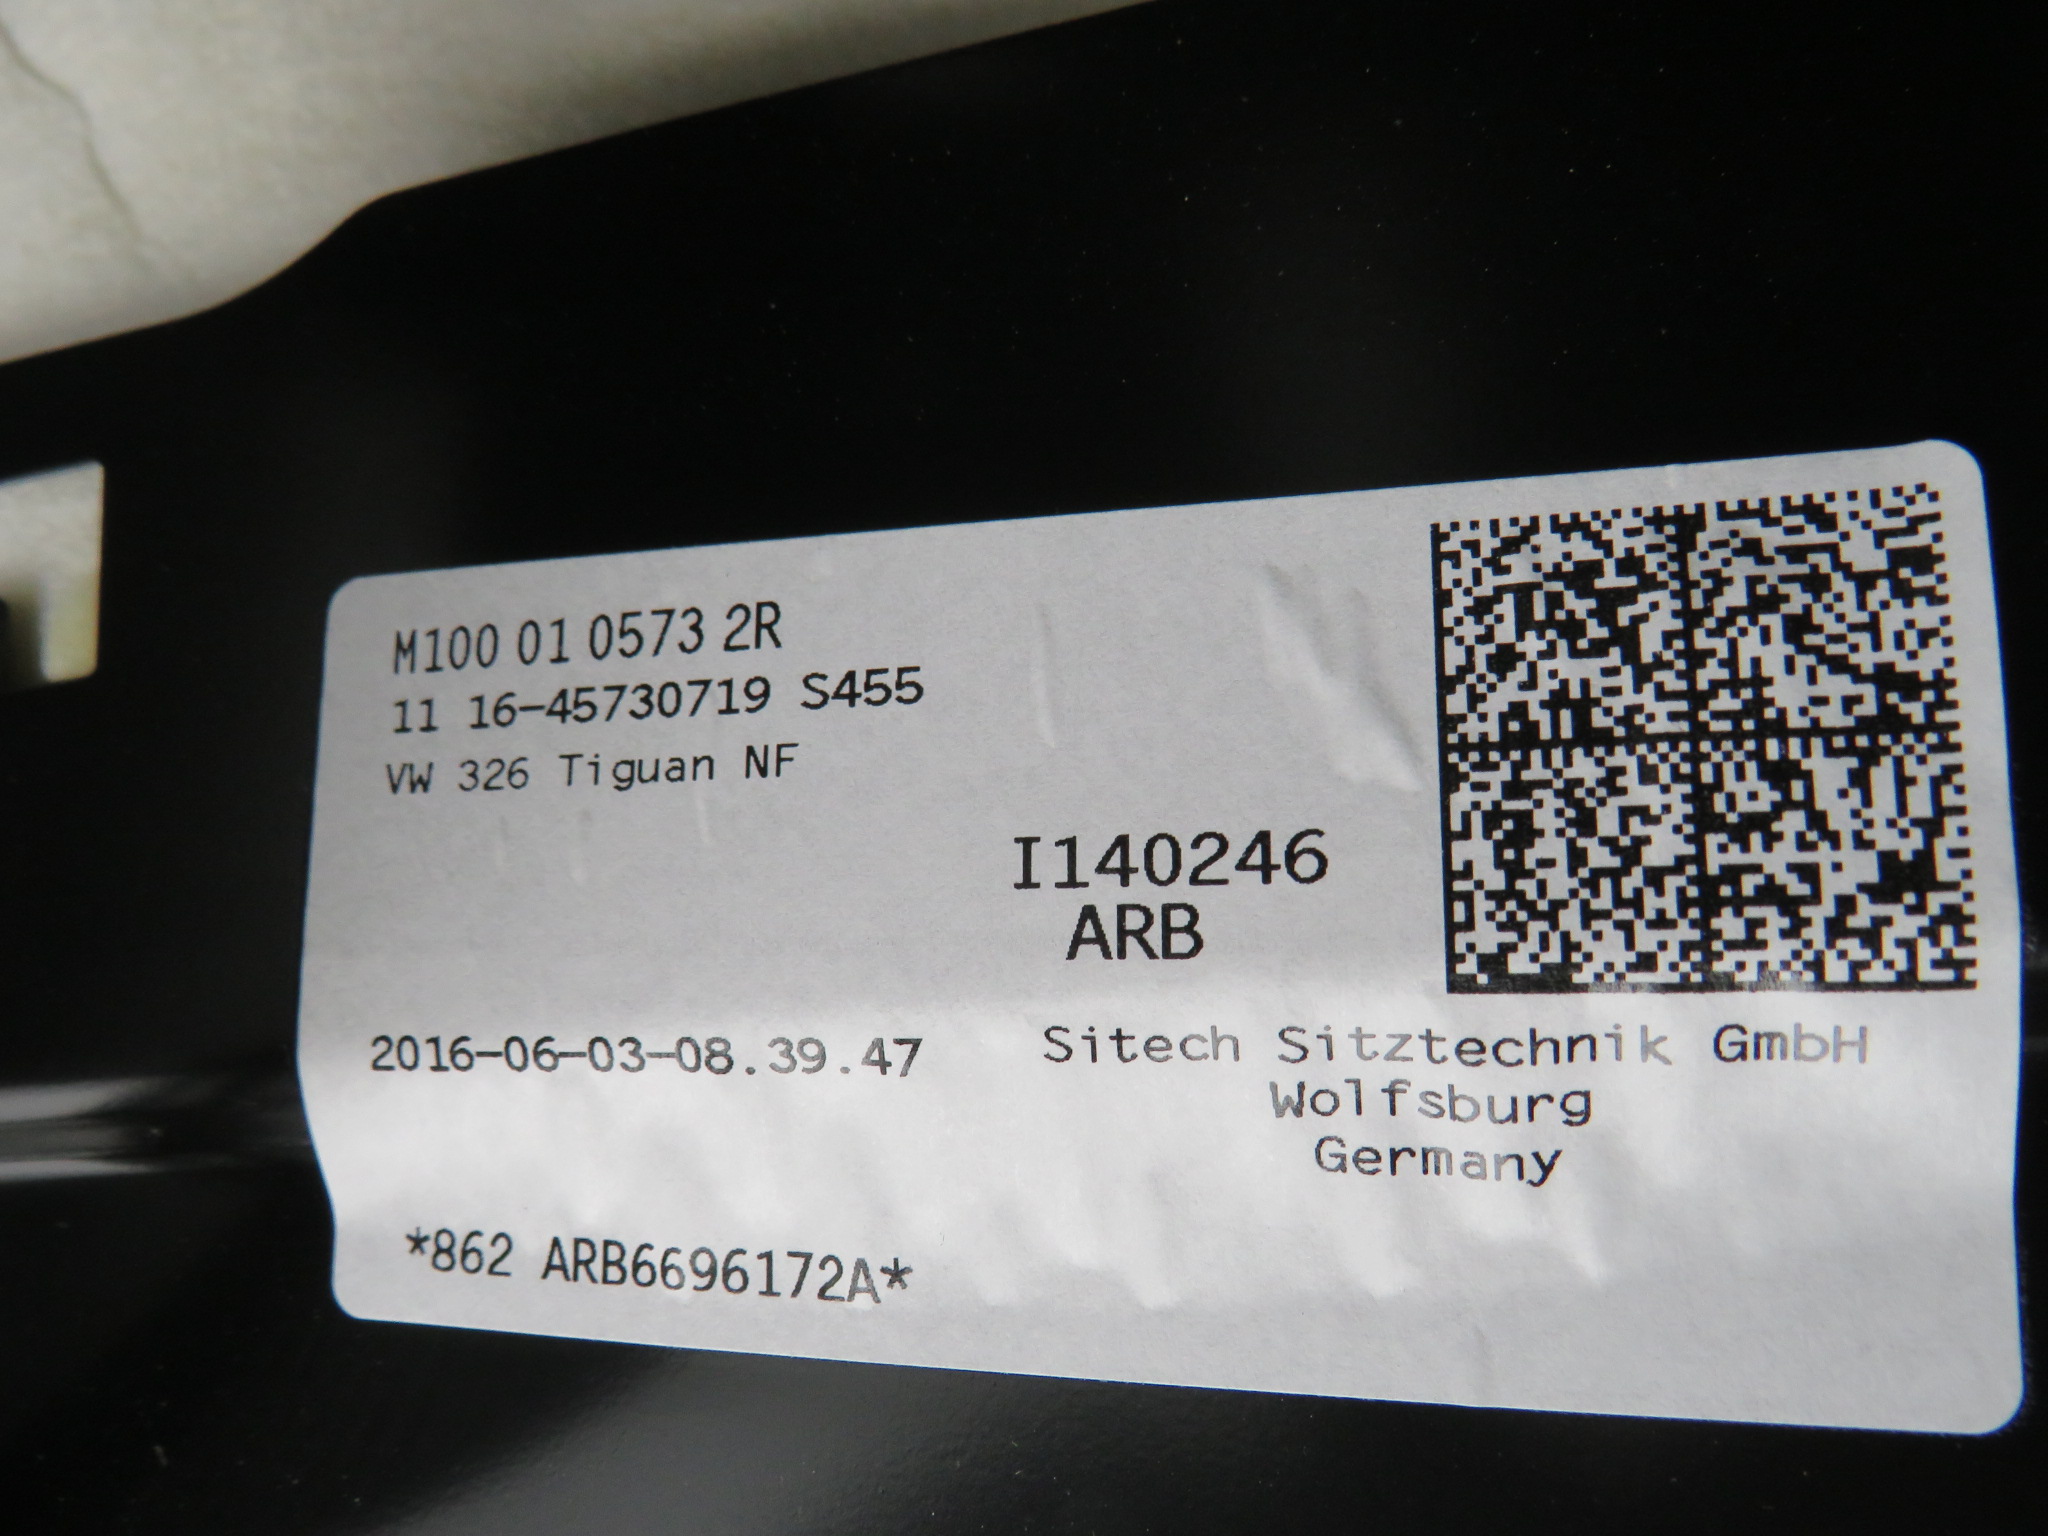 M100 01 0573 2R
11 16-45730719 S455
VW 326 Tiguan NF
I140246
ARB
2016-06-03-08.39.47
Sitech Sitztechnik GmbH
Wolfsburg
Germany
*862 ARB6696172A*